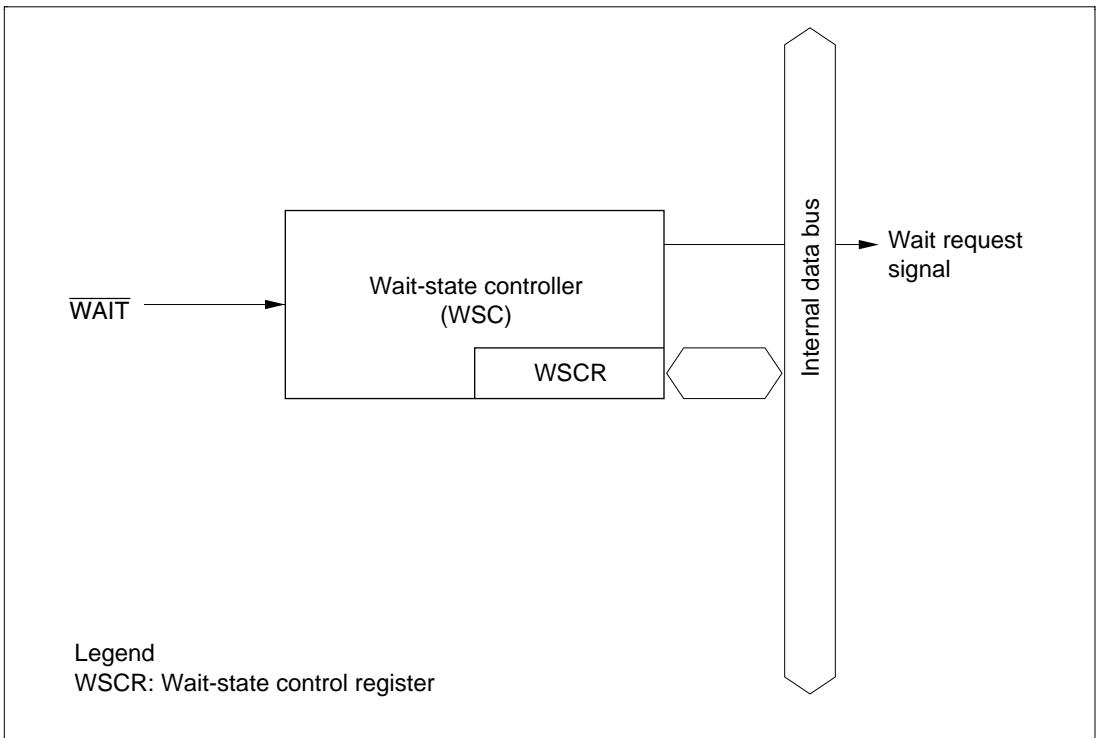 WAIT
Wait-state controller
(WSC)
WSCR
Internal data bus
Wait request
signal
Legend
WSCR: Wait-state control register